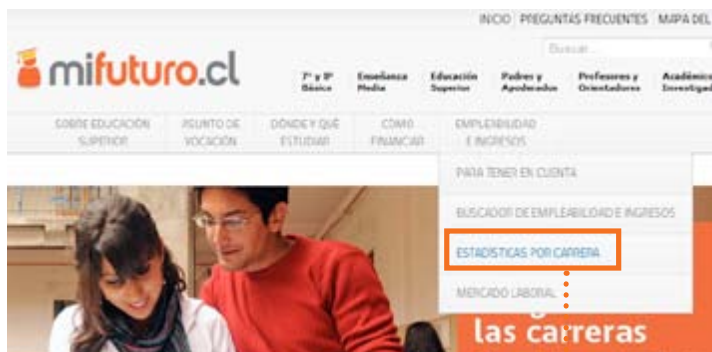 INICIO PREGUNTAS FRECUENTES MAPA DEL
Buscar...
mifuturo.cl
7° y 8° Básica
Enseñanza Media
Educación Superior
Padres y Apoderados
Profesores y Orientadores
SOBRE EDUCACIÓN SUPERIOR
ASUNTO DE VOCACIÓN
DÓNDE Y QUÉ ESTUDIAR
CÓMO FINANCIAR
EMPLEABILIDAD E INGRESOS
PARA TENER EN CUENTA
BUSCADOR DE EMPLEABILIDAD E INGRESOS
ESTADÍSTICAS POR CARRERA
MERCADO LABORAL
las carreras